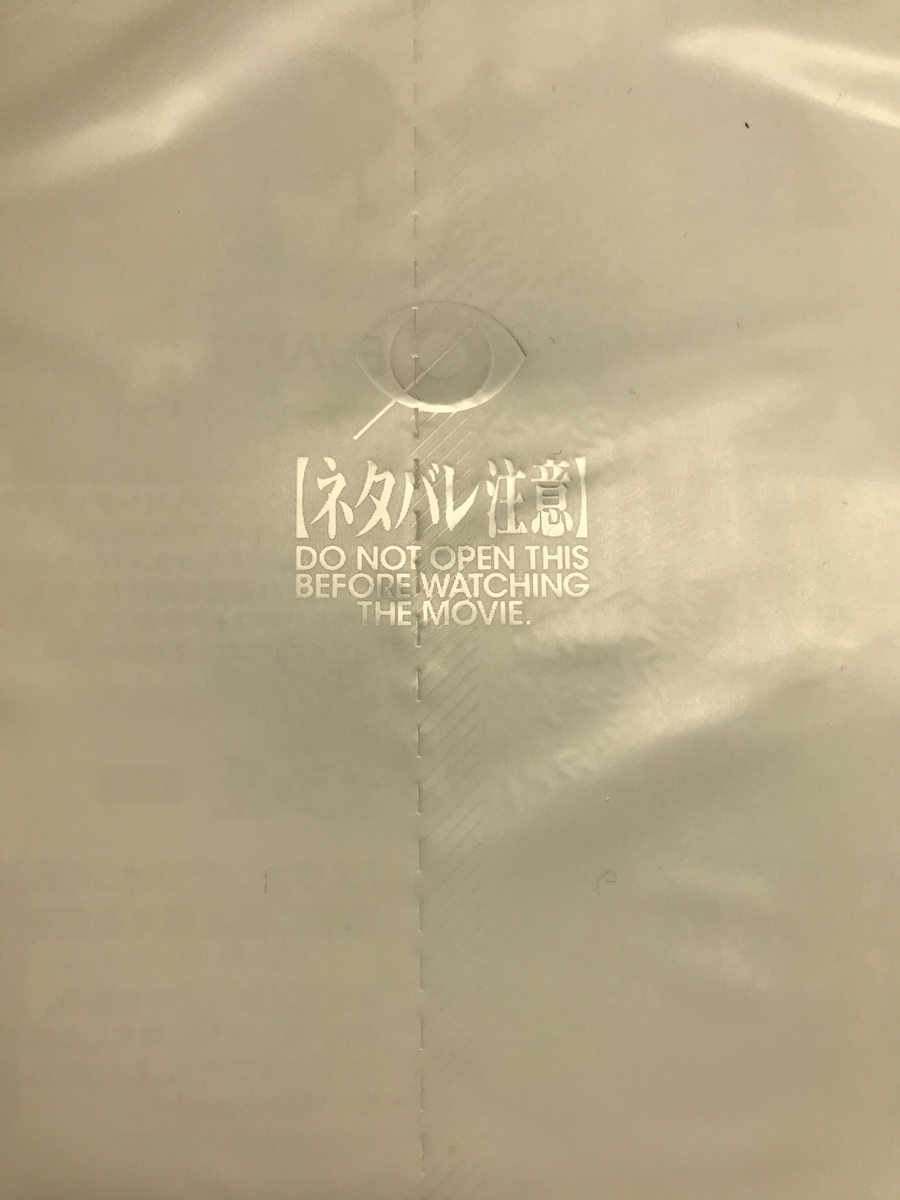 【ネタバレ注意】
DO NOT OPEN THIS
BEFORE WATCHING
THE MOVIE.